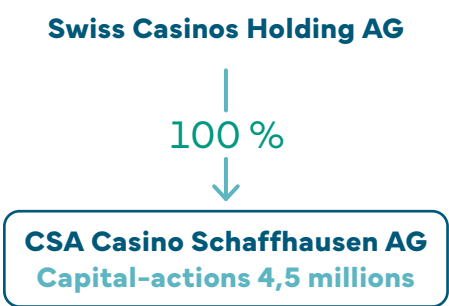 Swiss Casinos Holding AG
100 %
CSA Casino Schaffhausen AG
Capital-actions 4,5 millions